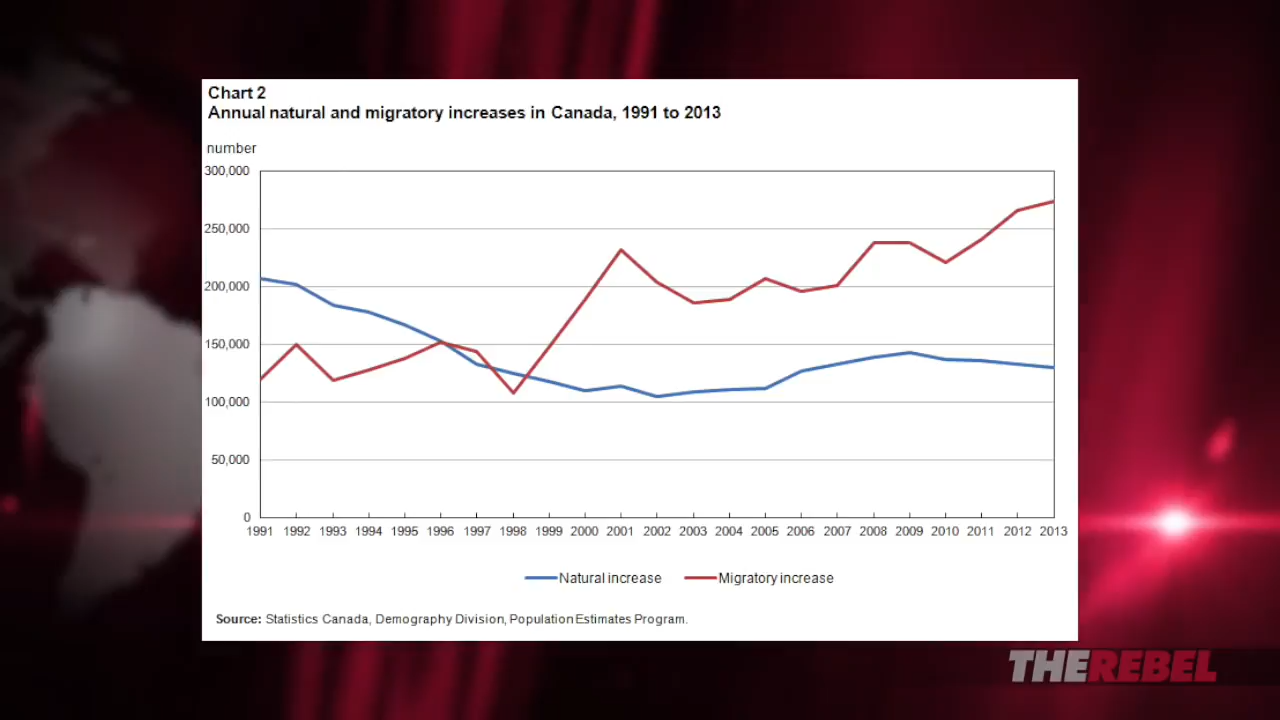 Chart 2
Annual natural and migratory increases in Canada, 1991 to 2013
number
300,000
250,000
200,000
150,000
100,000
50,000
0
1991 1992 1993 1994 1995 1996 1997 1998 1999 2000 2001 2002 2003 2004 2005 2006 2007 2008 2009 2010 2011 2012 2013
Natural increase Migratory increase
Source: Statistics Canada, Demography Division, Population Estimates Program.
THEREBEL